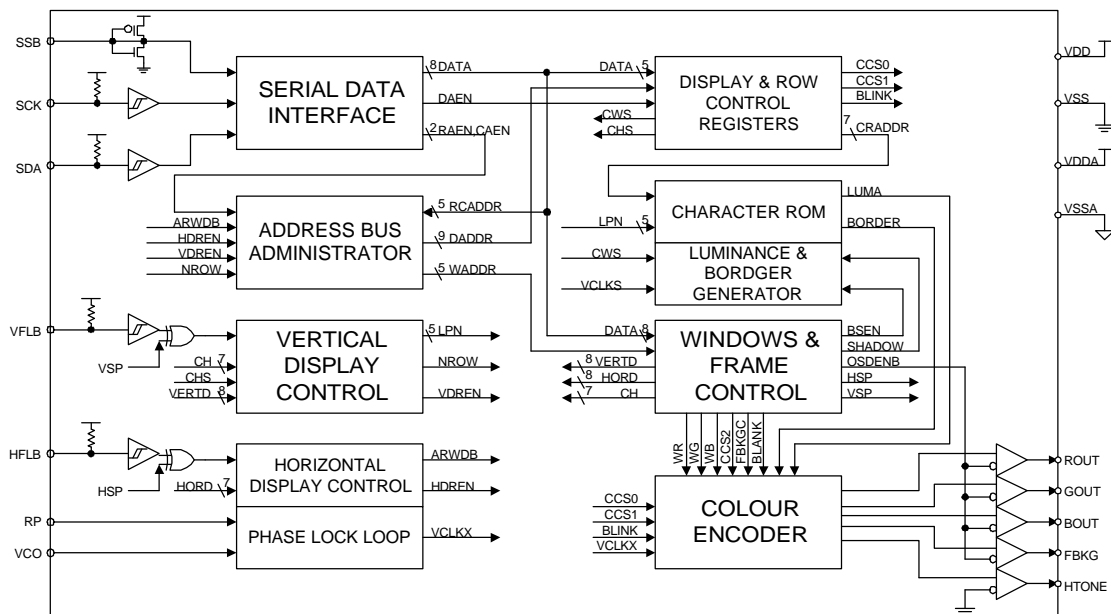 SSB
SCK
SDA
SERIAL DATA
INTERFACE
8 DATA
DAEN
2 RAEN,CAEN
DATA 5
CWS
CHS
DISPLAY & ROW
CONTROL
REGISTERS
CCS0
CCS1
BLINK
7 CRADDR
VDD
VSS
VDDA
VSSA
ARWDB
HDREN
VDREN
NROW
ADDRESS BUS
ADMINISTRATOR
5 RCADDR
9 DADDR
5 WADDR
LPN 5
CWS
VCLKS
CHARACTER ROM
LUMINANCE &
BORDGER
GENERATOR
LUMA
BORDER
VFLB
VSP
CH 7
CHS
VERTD 8
VERTICAL
DISPLAY
CONTROL
5 LPN
NROW
VDREN
DATA 8
8 VERTD
8 HORD
7 CH
WINDOWS &
FRAME
CONTROL
BSEN
SHADOW
OSDENB
HSP
VSP
WR
WG
WB
CCS2
FBKGC
BLANK
HFLB
HSP
HORD 7
HORIZONTAL
DISPLAY CONTROL
ARWDB
HDREN
RP
VCO
PHASE LOCK LOOP
VCLKX
CCS0
CCS1
BLINK
VCLKX
COLOUR
ENCODER
ROUT
GOUT
BOUT
FBKG
HTONE